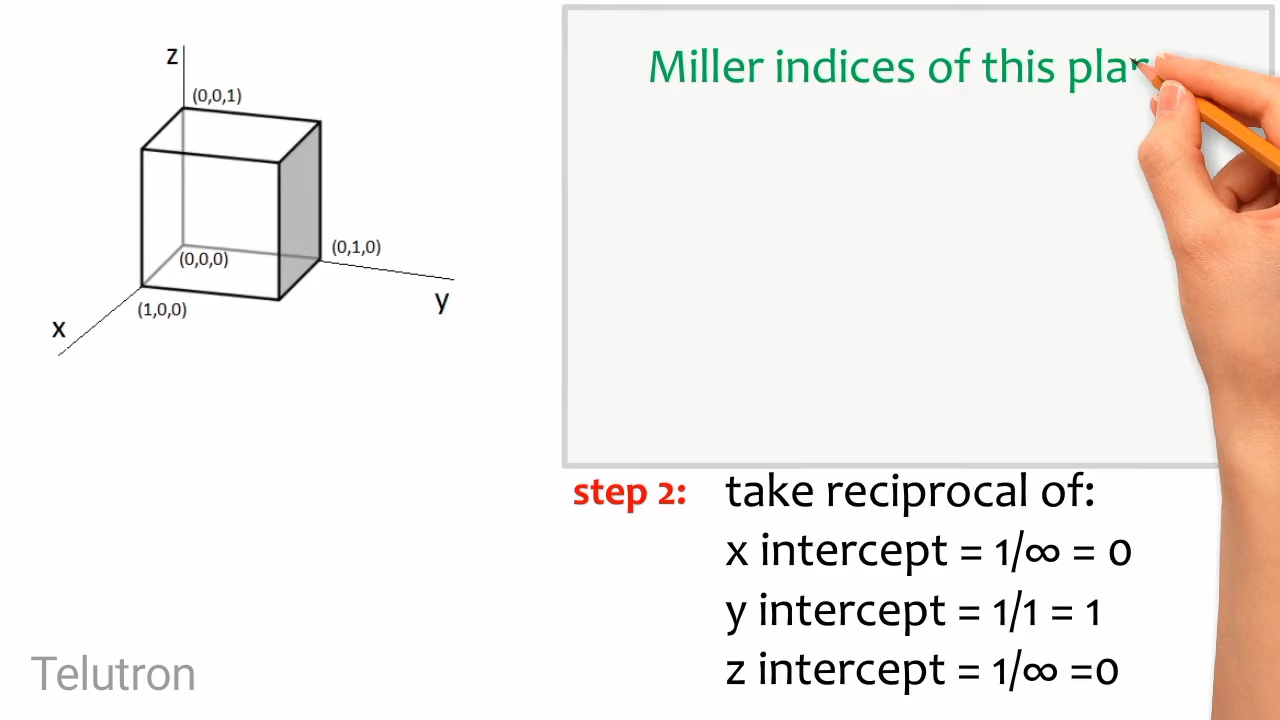 z
(0,0,1)
(0,1,0)
(0,0,0)
(1,0,0)
y
x
Miller indices of this
step 2: take reciprocal of:
x intercept = 1/∞ = 0
y intercept = 1/1 = 1
z intercept = 1/∞ =0
Telutron